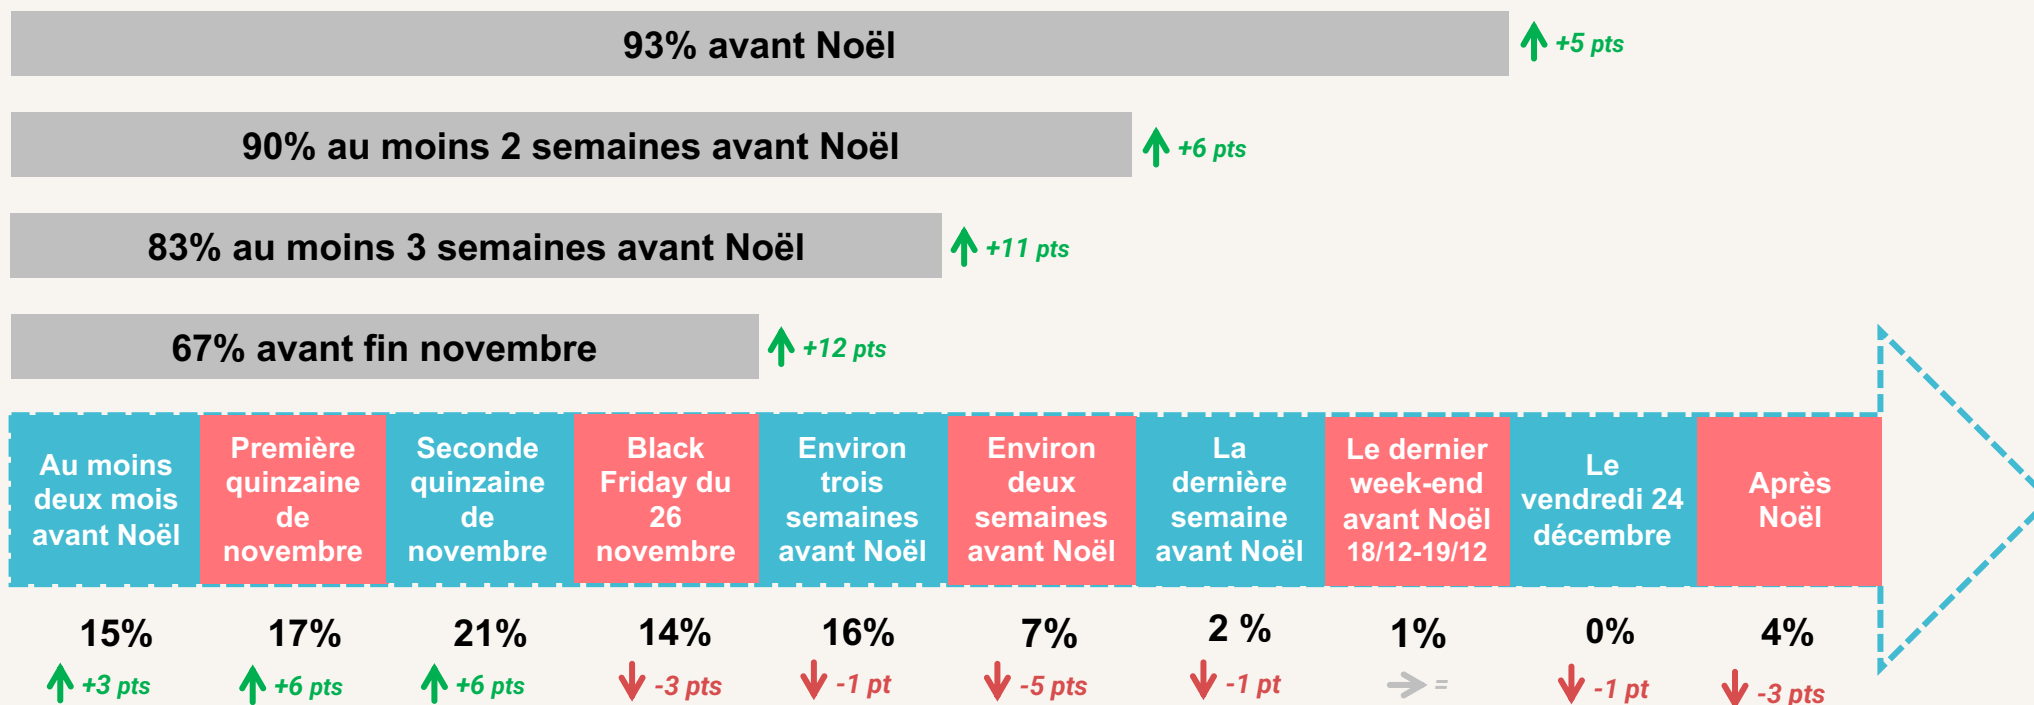 93% avant Noël
+5 pts
90% au moins 2 semaines avant Noël
+6 pts
83% au moins 3 semaines avant Noël
+11 pts
67% avant fin novembre
+12 pts
Au moins
deux mois
avant Noël
Première
quinzaine
de
novembre
Seconde
quinzaine
de
novembre
Black
Friday du
26
novembre
Environ
trois
semaines
avant Noël
Environ
deux
semaines
avant Noël
La
dernière
semaine
avant Noël
Le dernier
week-end
avant Noël
18/12-19/12
Le
vendredi 24
décembre
Après
Noël
15%
17%
21%
14%
16%
7%
2 %
1%
0%
4%
+3 pts
+6 pts
+6 pts
-3 pts
-1 pt
-5 pts
-1 pt
=
-1 pt
-3 pts